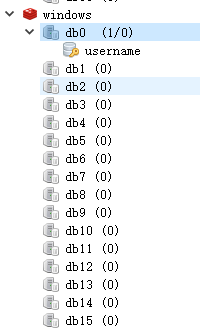 windows
db0 (1/0)
username
db1 (0)
db2 (0)
db3 (0)
db4 (0)
db5 (0)
db6 (0)
db7 (0)
db8 (0)
db9 (0)
db10 (0)
db11 (0)
db12 (0)
db13 (0)
db14 (0)
db15 (0)